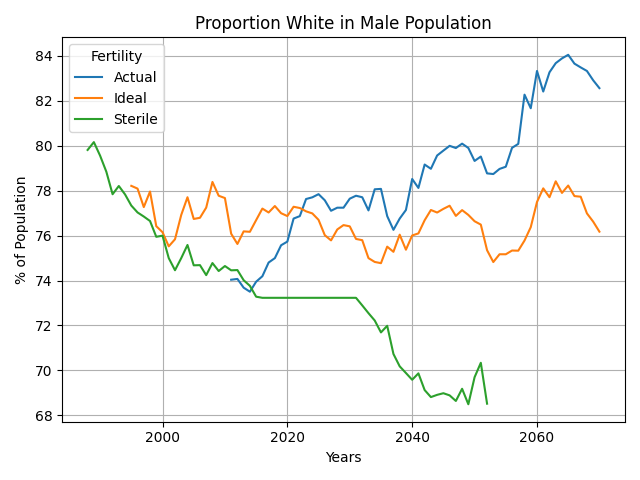 Proportion White in Male Population
Fertility
Actual
Ideal
Sterile
% of Population
84
82
80
78
76
74
72
70
68
2000
2020
2040
2060
Years